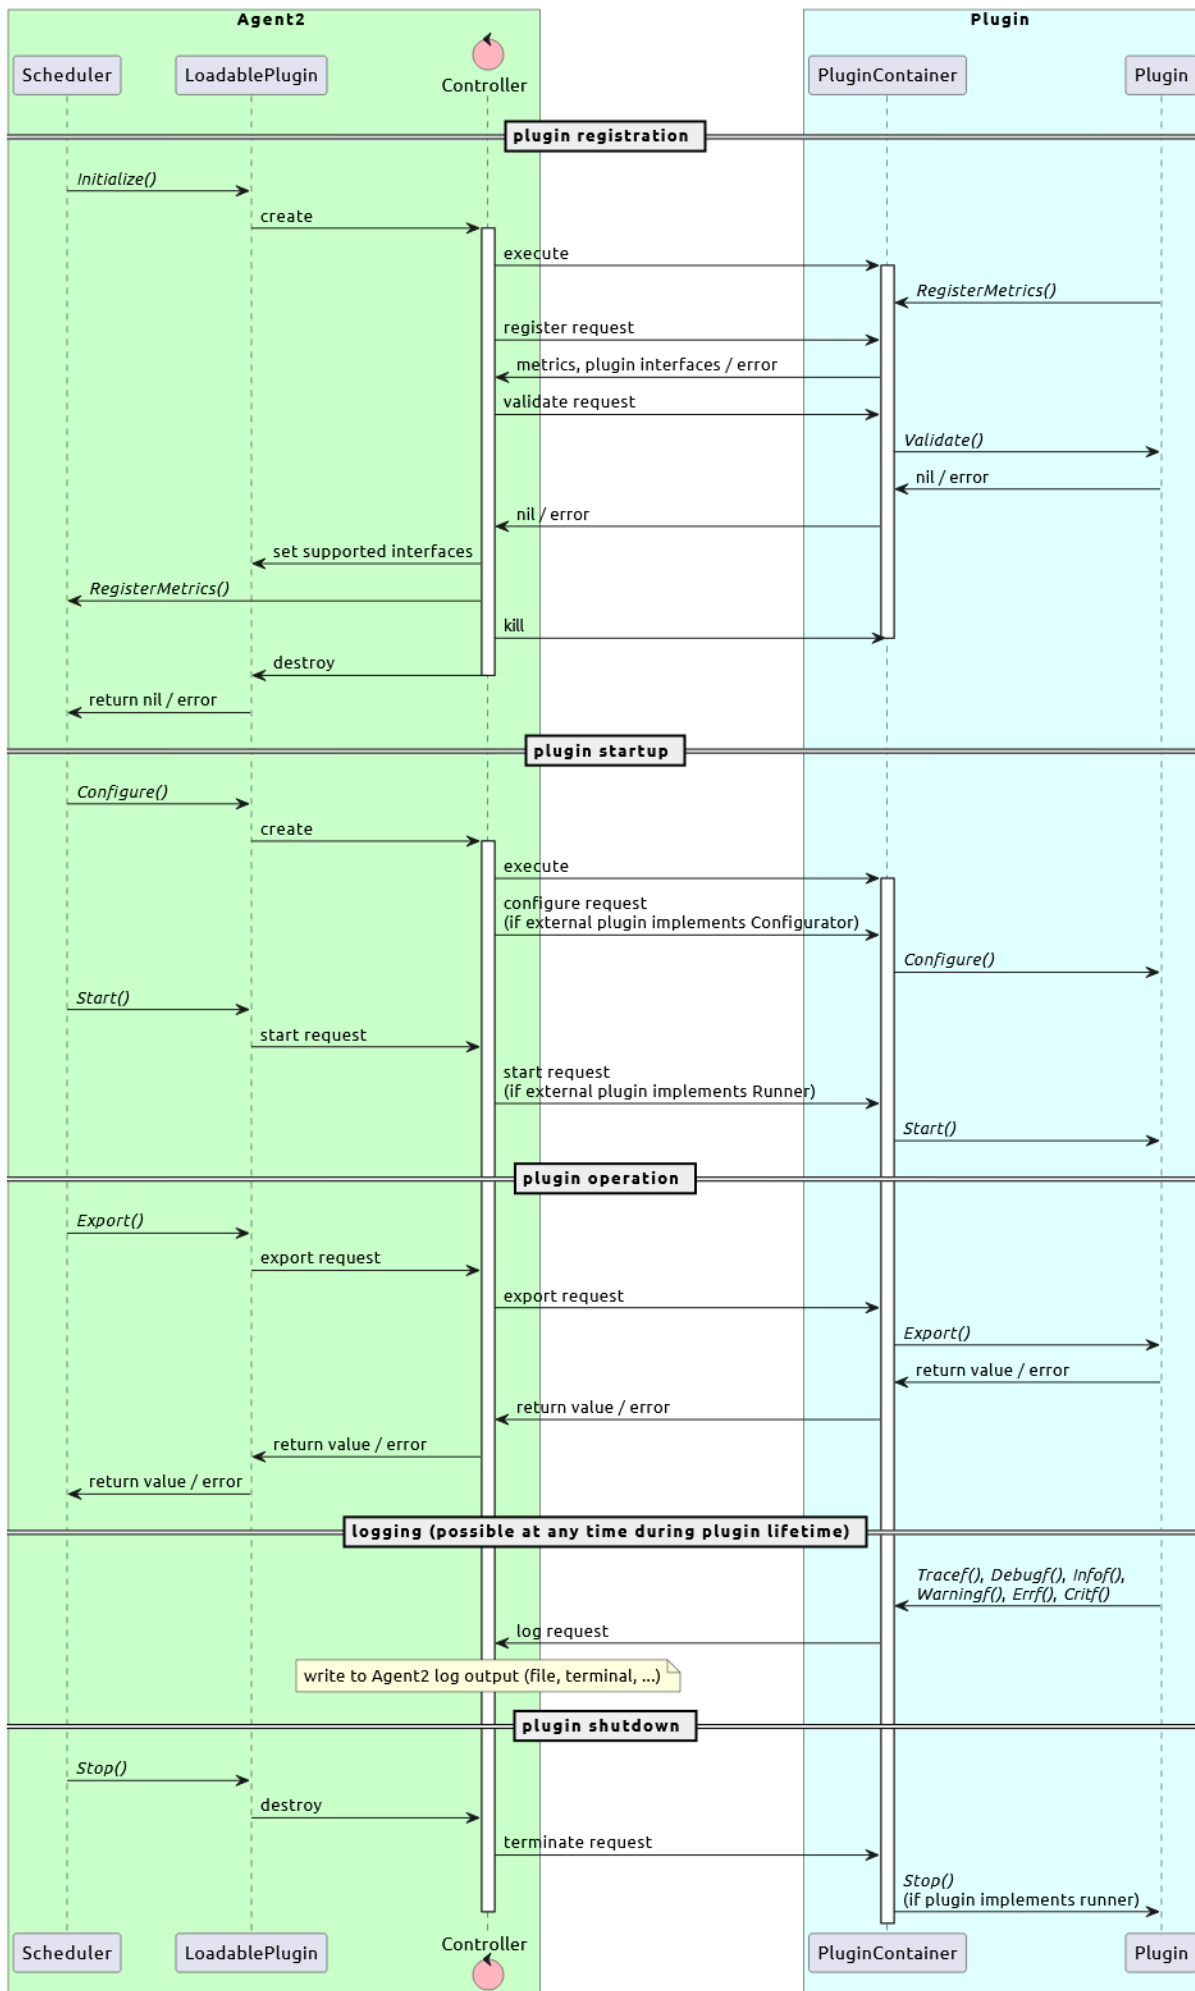 Agent2
Plugin
Scheduler
LoadablePlugin
Controller
PluginContainer
Plugin
plugin registration
Initialize()
create
execute
RegisterMetrics()
register request
metrics, plugin interfaces / error
validate request
Validate()
nil / error
nil / error
set supported interfaces
RegisterMetrics()
kill
destroy
return nil / error
plugin startup
Configure()
create
execute
configure request
(if external plugin implements Configurator)
Configure()
Start()
start request
start request
(if external plugin implements Runner)
Start()
plugin operation
Export()
export request
export request
Export()
return value / error
return value / error
return value / error
return value / error
logging (possible at any time during plugin lifetime)
Tracef(), Debugf(), Infof(),
Warningf(), Errf(), Critf()
log request
write to Agent2 log output (file, terminal, ...)
plugin shutdown
Stop()
destroy
terminate request
Stop()
(if plugin implements runner)
Scheduler
LoadablePlugin
Controller
PluginContainer
Plugin